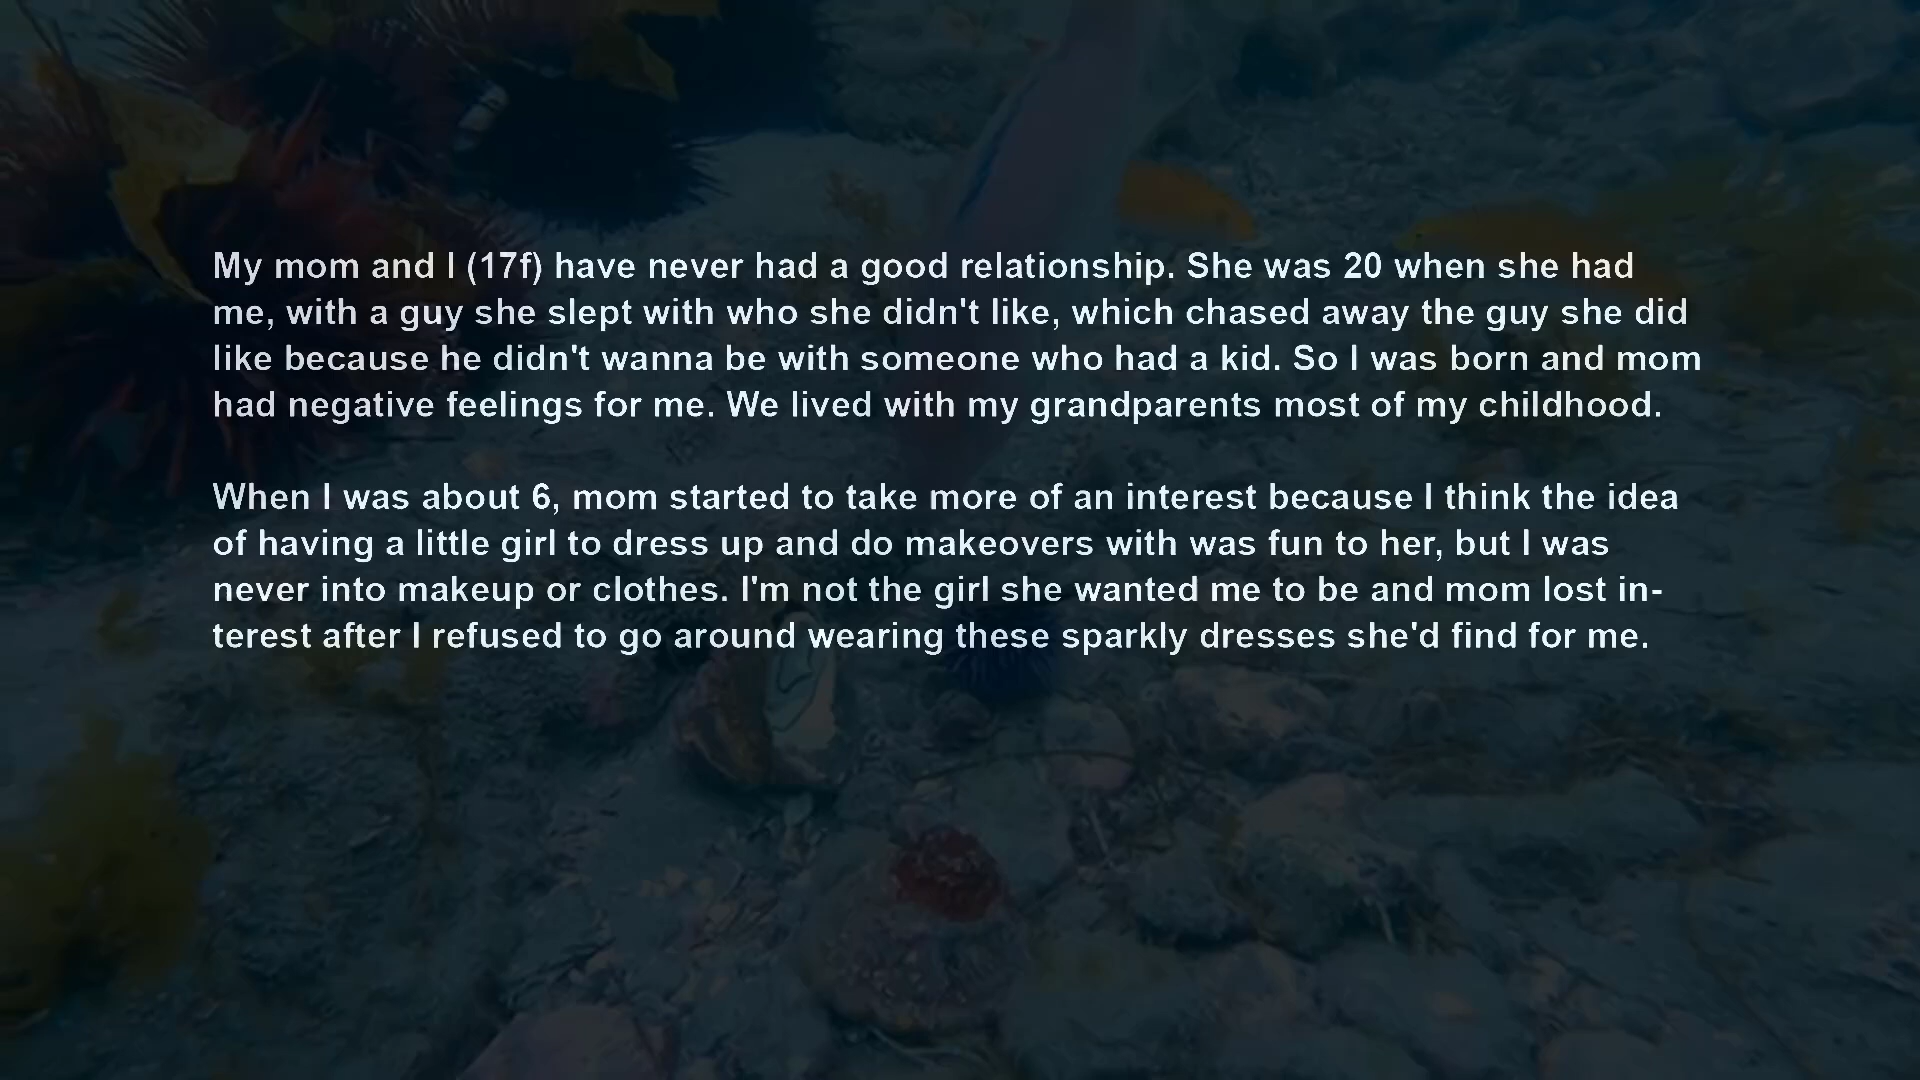 My mom and I (17f) have never had a good relationship. She was 20 when she had
me, with a guy she slept with who she didn't like, which chased away the guy she did
like because he didn't wanna be with someone who had a kid. So I was born and mom
had negative feelings for me. We lived with my grandparents most of my childhood.
When I was about 6, mom started to take more of an interest because I think the idea
of having a little girl to dress up and do makeovers with was fun to her, but I was
never into makeup or clothes. I'm not the girl she wanted me to be and mom lost in-
terest after I refused to go around wearing these sparkly dresses she'd find for me.